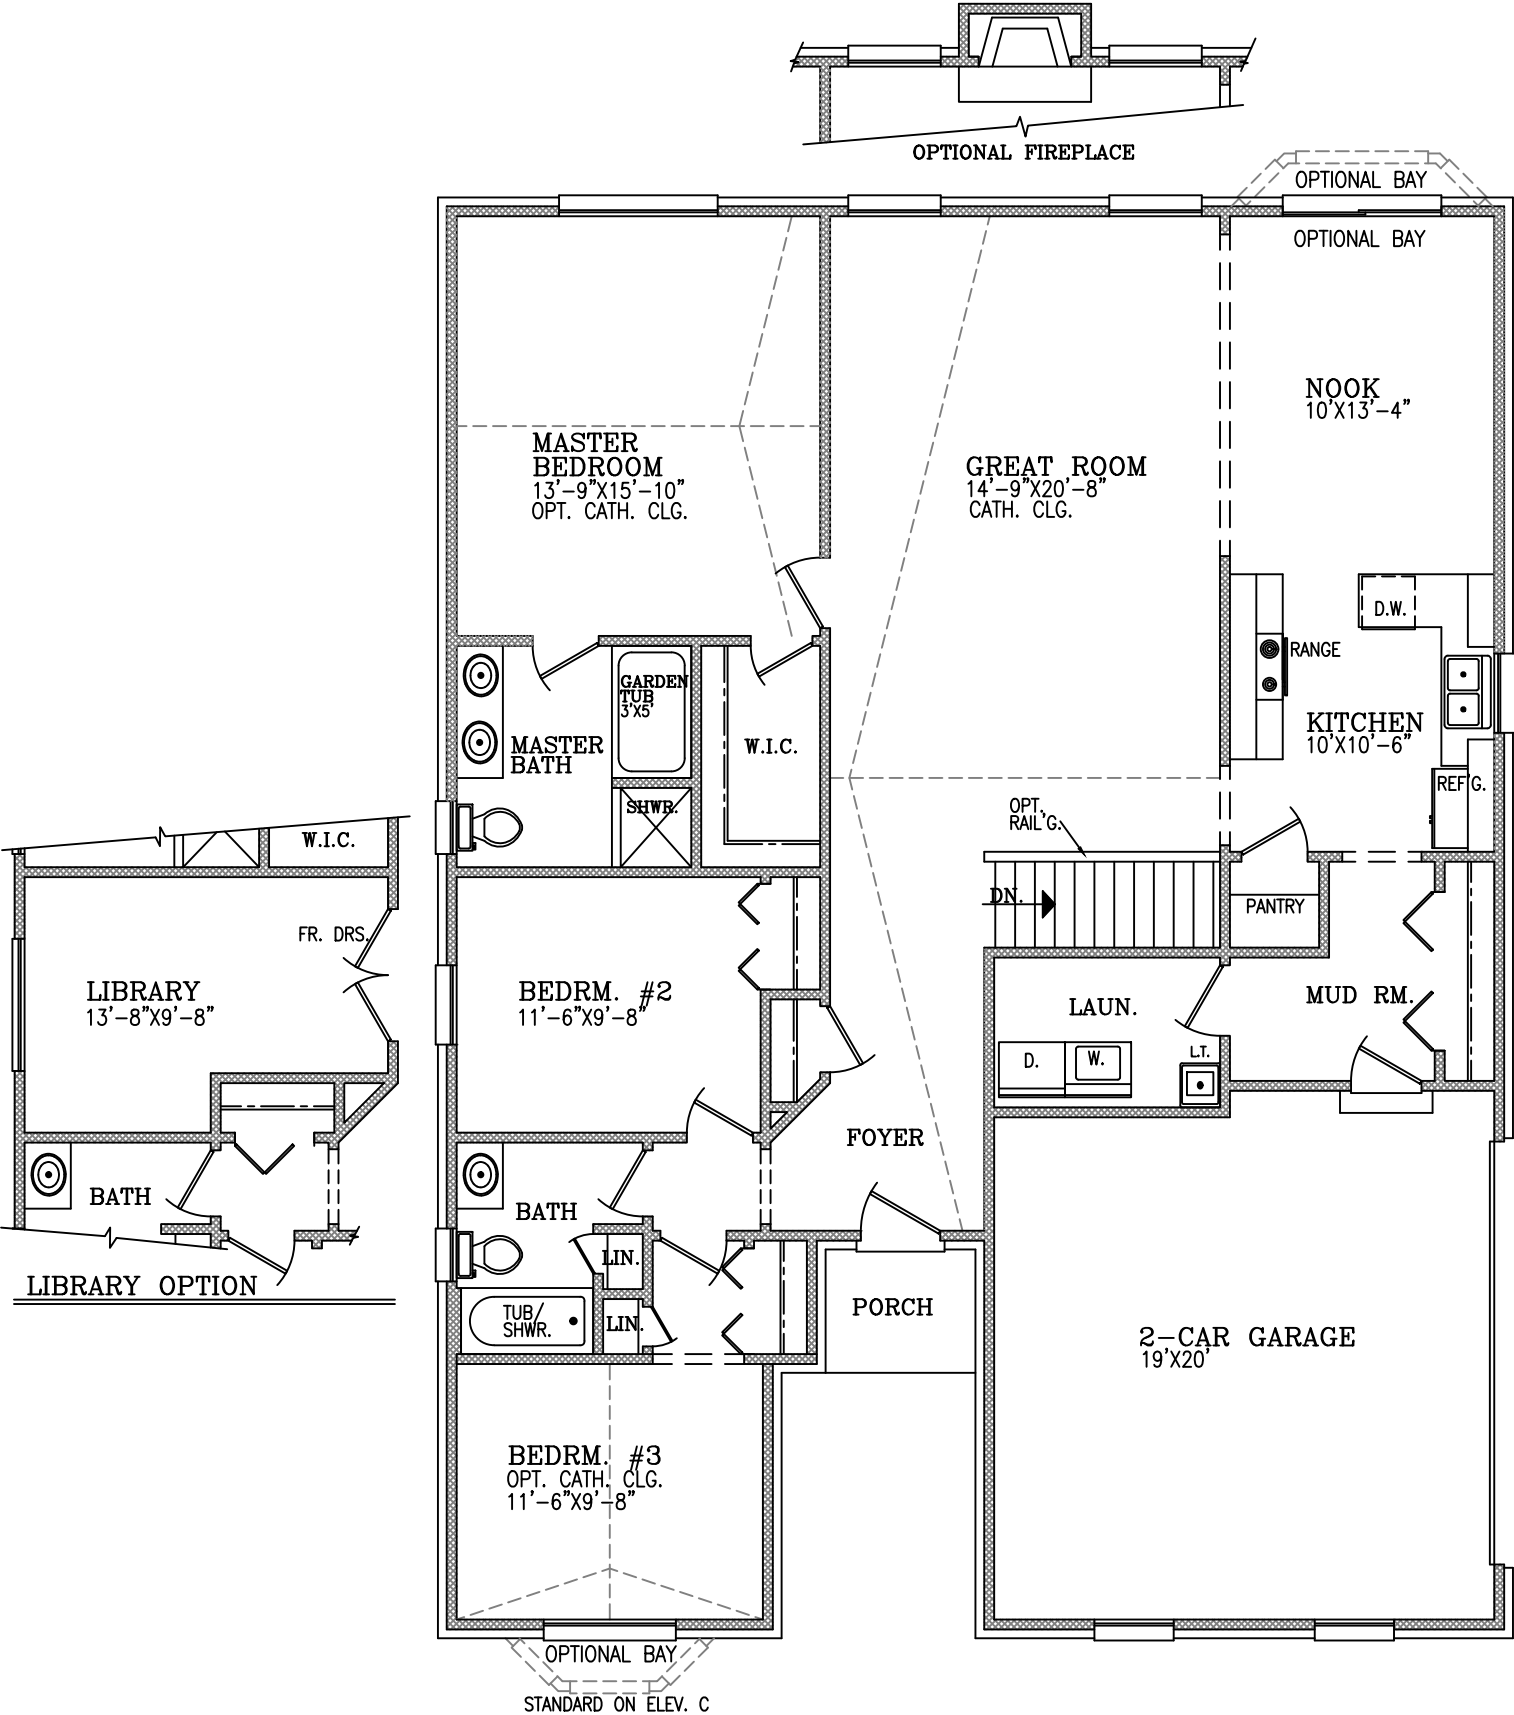 OPTIONAL FIREPLACE
OPTIONAL BAY
OPTIONAL BAY
NOOK
10'X13'-4"
MASTER
BEDROOM
13'-9"X15'-10"
OPT. CATH. CLG.
GREAT ROOM
14'-9"X20'-8"
CATH. CLG.
D.W.
RANGE
KITCHEN
10'X10'-6"
REF'G.
GARDEN
TUB
3'X5'
MASTER
BATH
W.I.C.
SHWR.
OPT.
RAIL'G.
DN.
PANTRY
W.I.C.
FR. DRS.
LIBRARY
13'-8"X9'-8"
BATH
LIBRARY OPTION
BEDRM. #2
11'-6"X9'-8"
LAUN.
MUD RM.
D.
W.
L.T.
FOYER
BATH
LIN.
LIN.
TUB/
SHWR.
PORCH
2-CAR GARAGE
19'X20'
BEDRM. #3
OPT. CATH. CLG.
11'-6"X9'-8"
OPTIONAL BAY
STANDARD ON ELEV. C